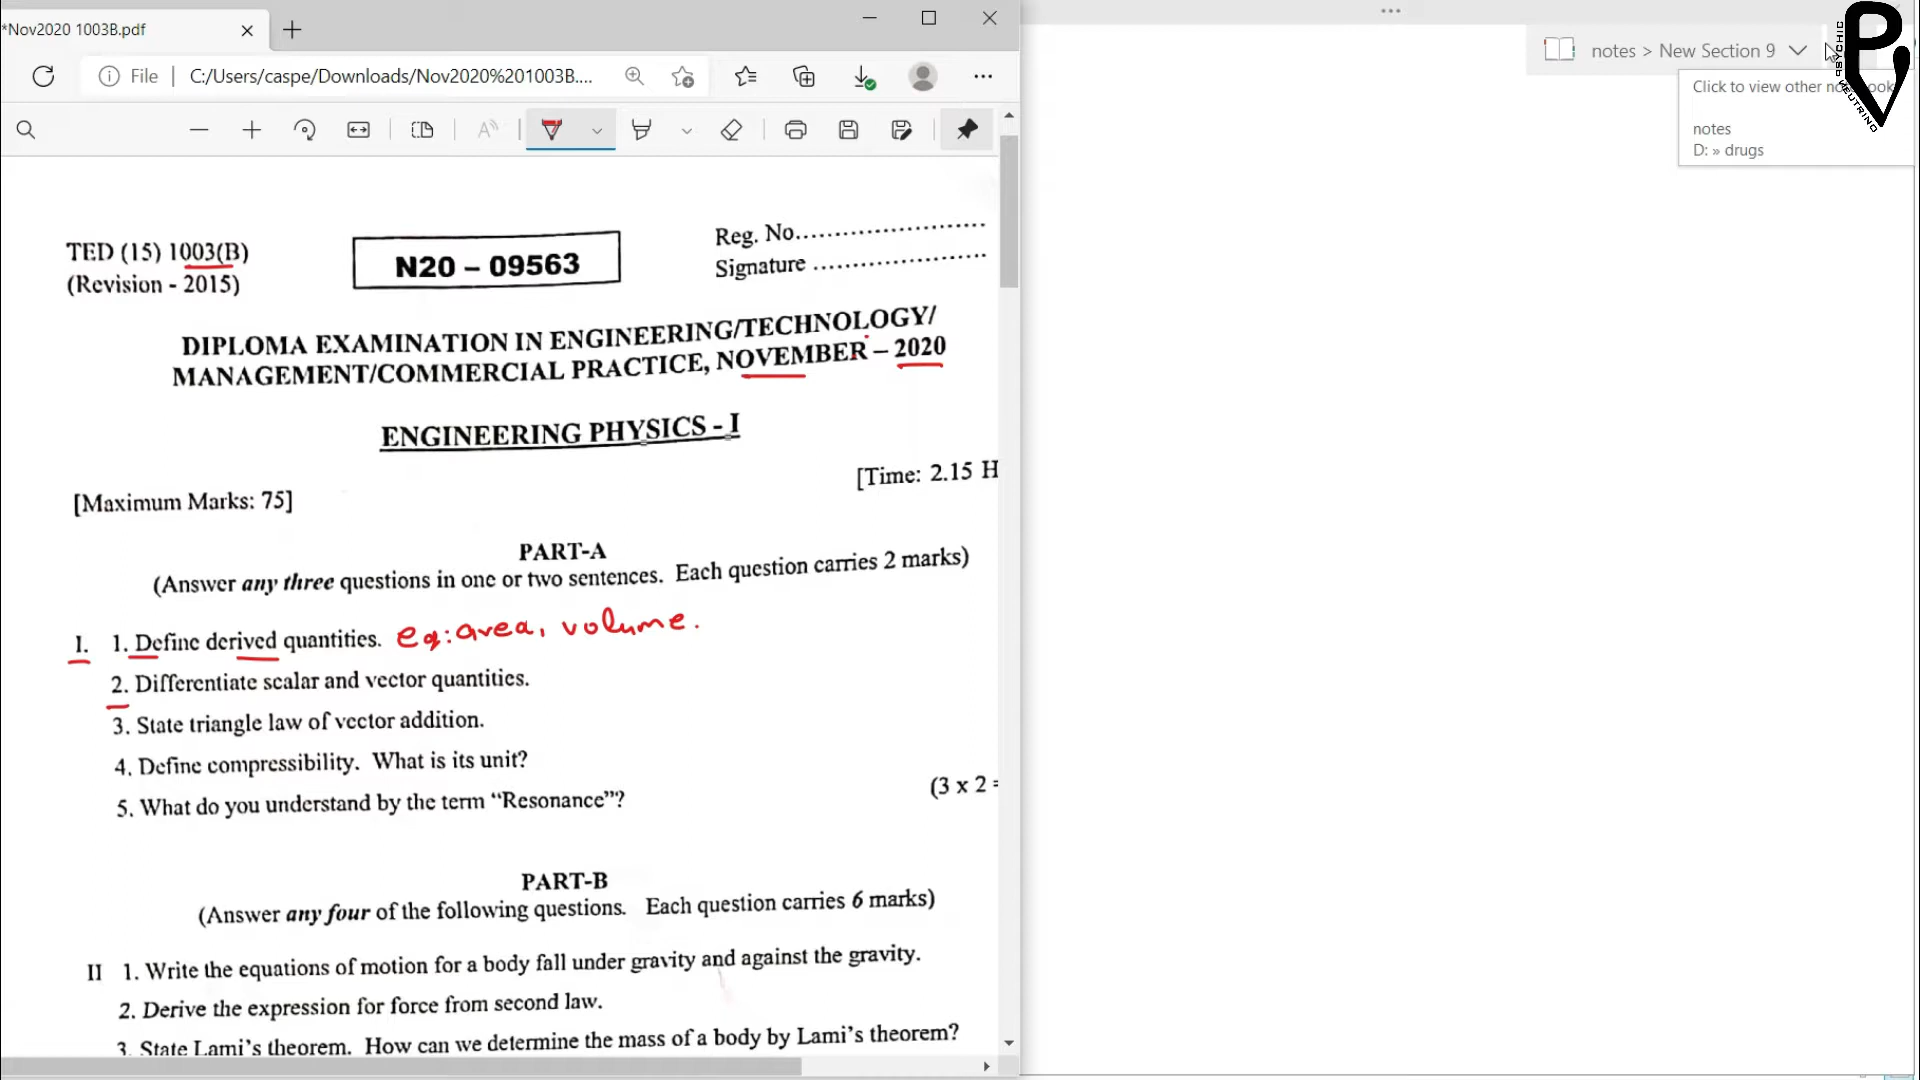 *Nov2020 1003B.pdf
File
C:/Users/caspe/Downloads/Nov2020%201003B....
notes > New Section 9
Click to view other
notes
D: » drugs
PSYCHIC
NEUTRINO
TED (15) 1003(B)
(Revision - 2015)
N20 – 09563
Reg. No........................
Signature ........................
DIPLOMA EXAMINATION IN ENGINEERING/TECHNOLOGY/
MANAGEMENT/COMMERCIAL PRACTICE, NOVEMBER – 2020
ENGINEERING PHYSICS - I
[Time: 2.15 H
[Maximum Marks: 75]
PART-A
(Answer any three questions in one or two sentences. Each question carries 2 marks)
I. 1. Define derived quantities. eg: area, volume.
2. Differentiate scalar and vector quantities.
3. State triangle law of vector addition.
4. Define compressibility. What is its unit?
5. What do you understand by the term “Resonance”?
(3 x 2 =
PART-B
(Answer any four of the following questions. Each question carries 6 marks)
II 1. Write the equations of motion for a body fall under gravity and against the gravity.
2. Derive the expression for force from second law.
3. State Lami’s theorem. How can we determine the mass of a body by Lami’s theorem?